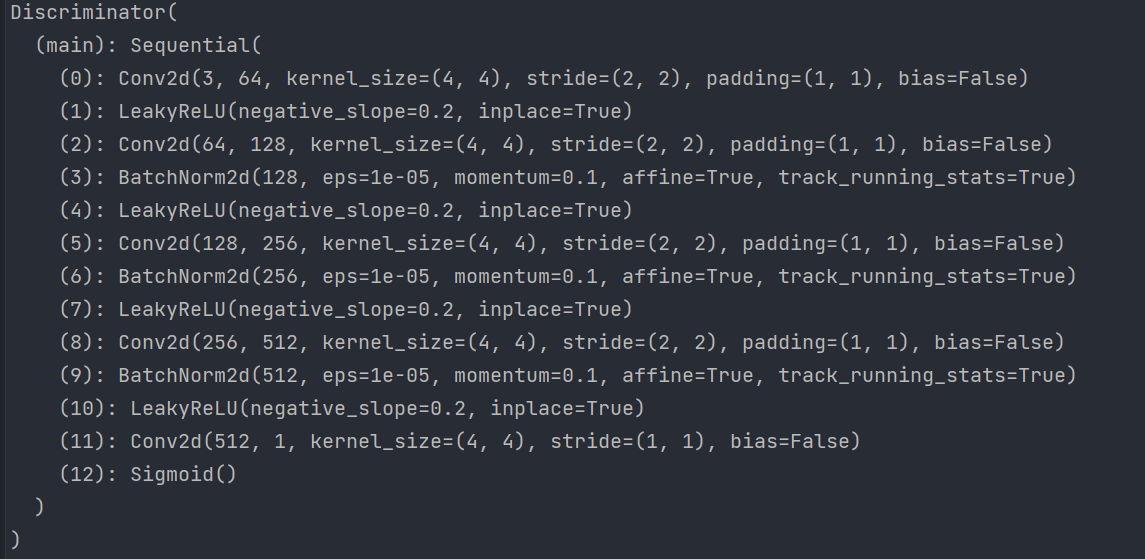 Discriminator(
  (main): Sequential(
    (0): Conv2d(3, 64, kernel_size=(4, 4), stride=(2, 2), padding=(1, 1), bias=False)
    (1): LeakyReLU(negative_slope=0.2, inplace=True)
    (2): Conv2d(64, 128, kernel_size=(4, 4), stride=(2, 2), padding=(1, 1), bias=False)
    (3): BatchNorm2d(128, eps=1e-05, momentum=0.1, affine=True, track_running_stats=True)
    (4): LeakyReLU(negative_slope=0.2, inplace=True)
    (5): Conv2d(128, 256, kernel_size=(4, 4), stride=(2, 2), padding=(1, 1), bias=False)
    (6): BatchNorm2d(256, eps=1e-05, momentum=0.1, affine=True, track_running_stats=True)
    (7): LeakyReLU(negative_slope=0.2, inplace=True)
    (8): Conv2d(256, 512, kernel_size=(4, 4), stride=(2, 2), padding=(1, 1), bias=False)
    (9): BatchNorm2d(512, eps=1e-05, momentum=0.1, affine=True, track_running_stats=True)
    (10): LeakyReLU(negative_slope=0.2, inplace=True)
    (11): Conv2d(512, 1, kernel_size=(4, 4), stride=(1, 1), bias=False)
    (12): Sigmoid()
  )
)